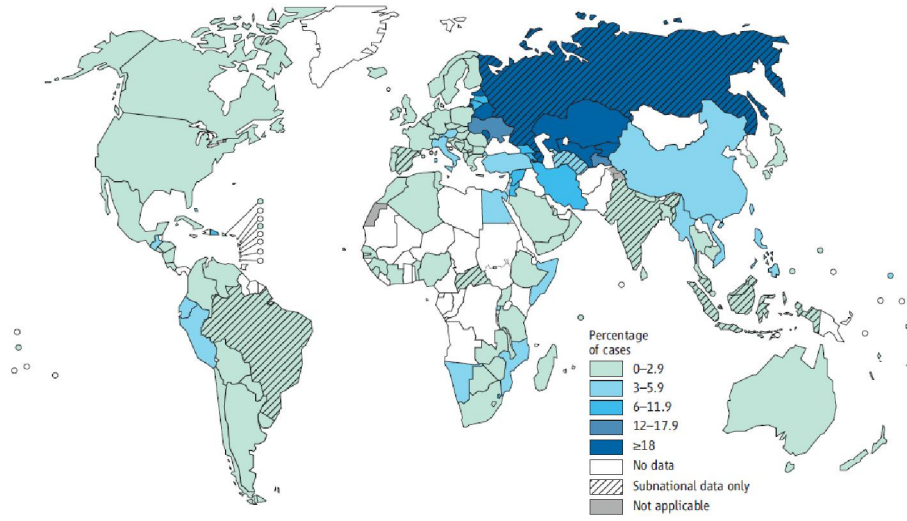 Percentage
of cases
0–2.9
3–5.9
6–11.9
12–17.9
≥18
No data
Subnational data only
Not applicable